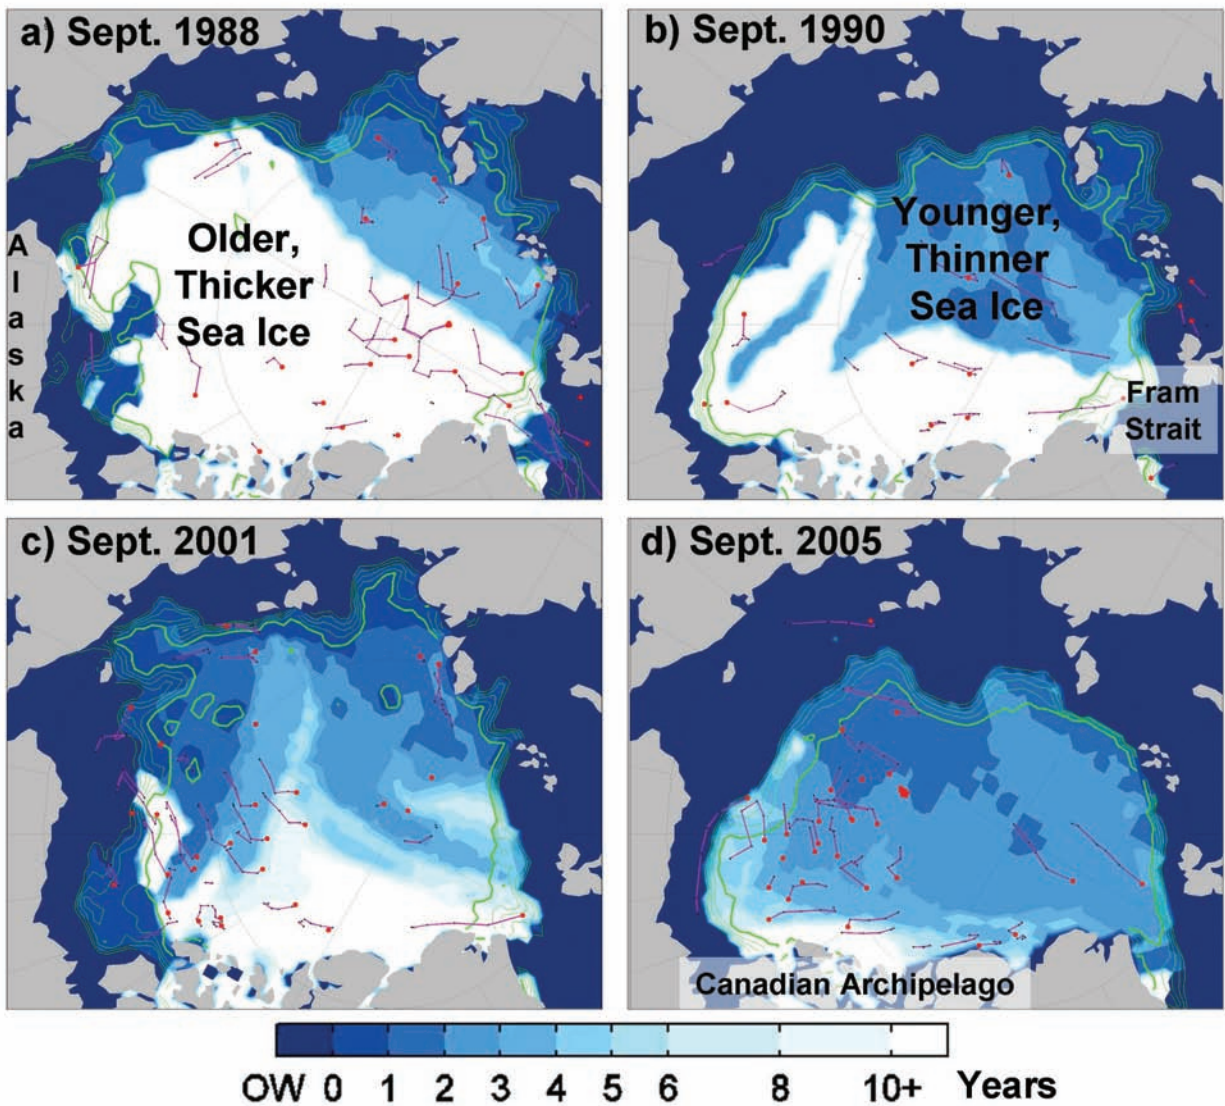 a) Sept. 1988
b) Sept. 1990
Older,
Thicker
Sea Ice
Alaska
Younger,
Thinner
Sea Ice
Fram
Strait
c) Sept. 2001
d) Sept. 2005
Canadian Archipelago
OW 0 1 2 3 4 5 6 8 10+ Years